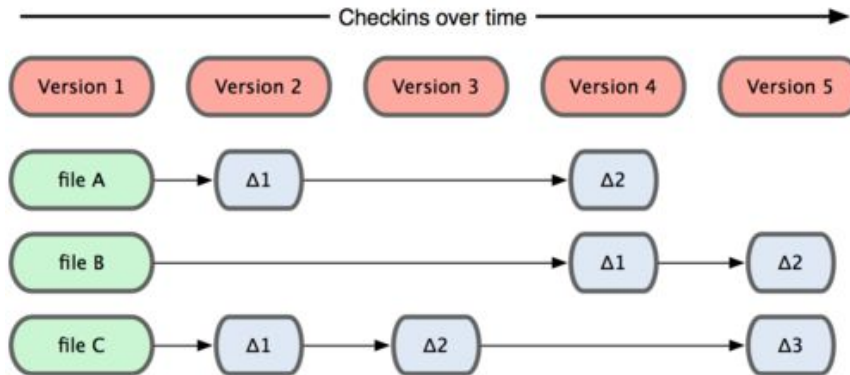 Checkins over time
Version 1 Version 2 Version 3 Version 4 Version 5
file A Δ1 Δ2
file B Δ1 Δ2
file C Δ1 Δ2 Δ3